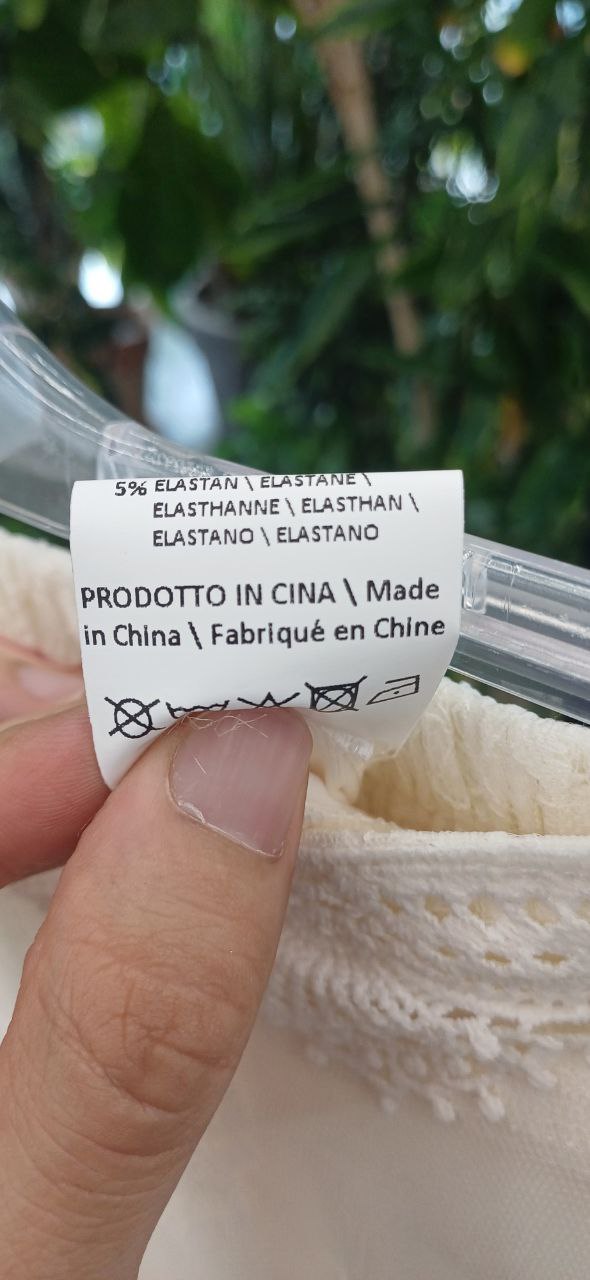 5% ELASTAN \ ELASTANE \
ELASTHANNE \ ELASTHAN \
ELASTANO \ ELASTANO
PRODOTTO IN CINA \ Made
in China \ Fabriqué en Chine